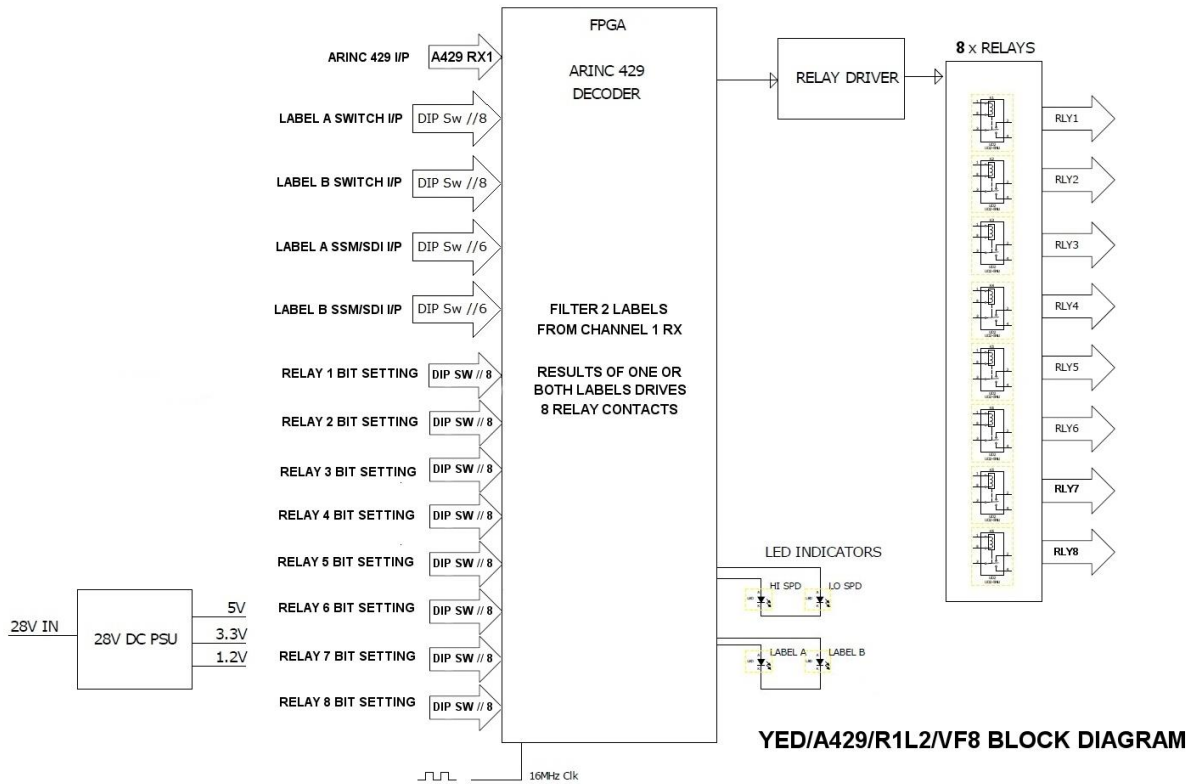 FPGA
ARINC 429
DECODER
ARINC 429 I/P
A429 RX1
LABEL A SWITCH I/P
DIP Sw //8
LABEL B SWITCH I/P
DIP Sw //8
LABEL A SSM/SDI I/P
DIP Sw //6
LABEL B SSM/SDI I/P
DIP Sw //6
FILTER 2 LABELS
FROM CHANNEL 1 RX
RESULTS OF ONE OR
BOTH LABELS DRIVES
8 RELAY CONTACTS
RELAY 1 BIT SETTING
DIP SW // 8
RELAY 2 BIT SETTING
DIP SW // 8
RELAY 3 BIT SETTING
DIP SW // 8
RELAY 4 BIT SETTING
DIP SW // 8
RELAY 5 BIT SETTING
DIP SW // 8
RELAY 6 BIT SETTING
DIP SW // 8
RELAY 7 BIT SETTING
DIP SW // 8
RELAY 8 BIT SETTING
DIP SW // 8
28V IN
28V DC PSU
5V
3.3V
1.2V
16MHz Clk
RELAY DRIVER
8 x RELAYS
RLY1
RLY2
RLY3
RLY4
RLY5
RLY6
RLY7
RLY8
LED INDICATORS
HI SPD
LO SPD
LABEL A
LABEL B
YED/A429/R1L2/VF8 BLOCK DIAGRAM